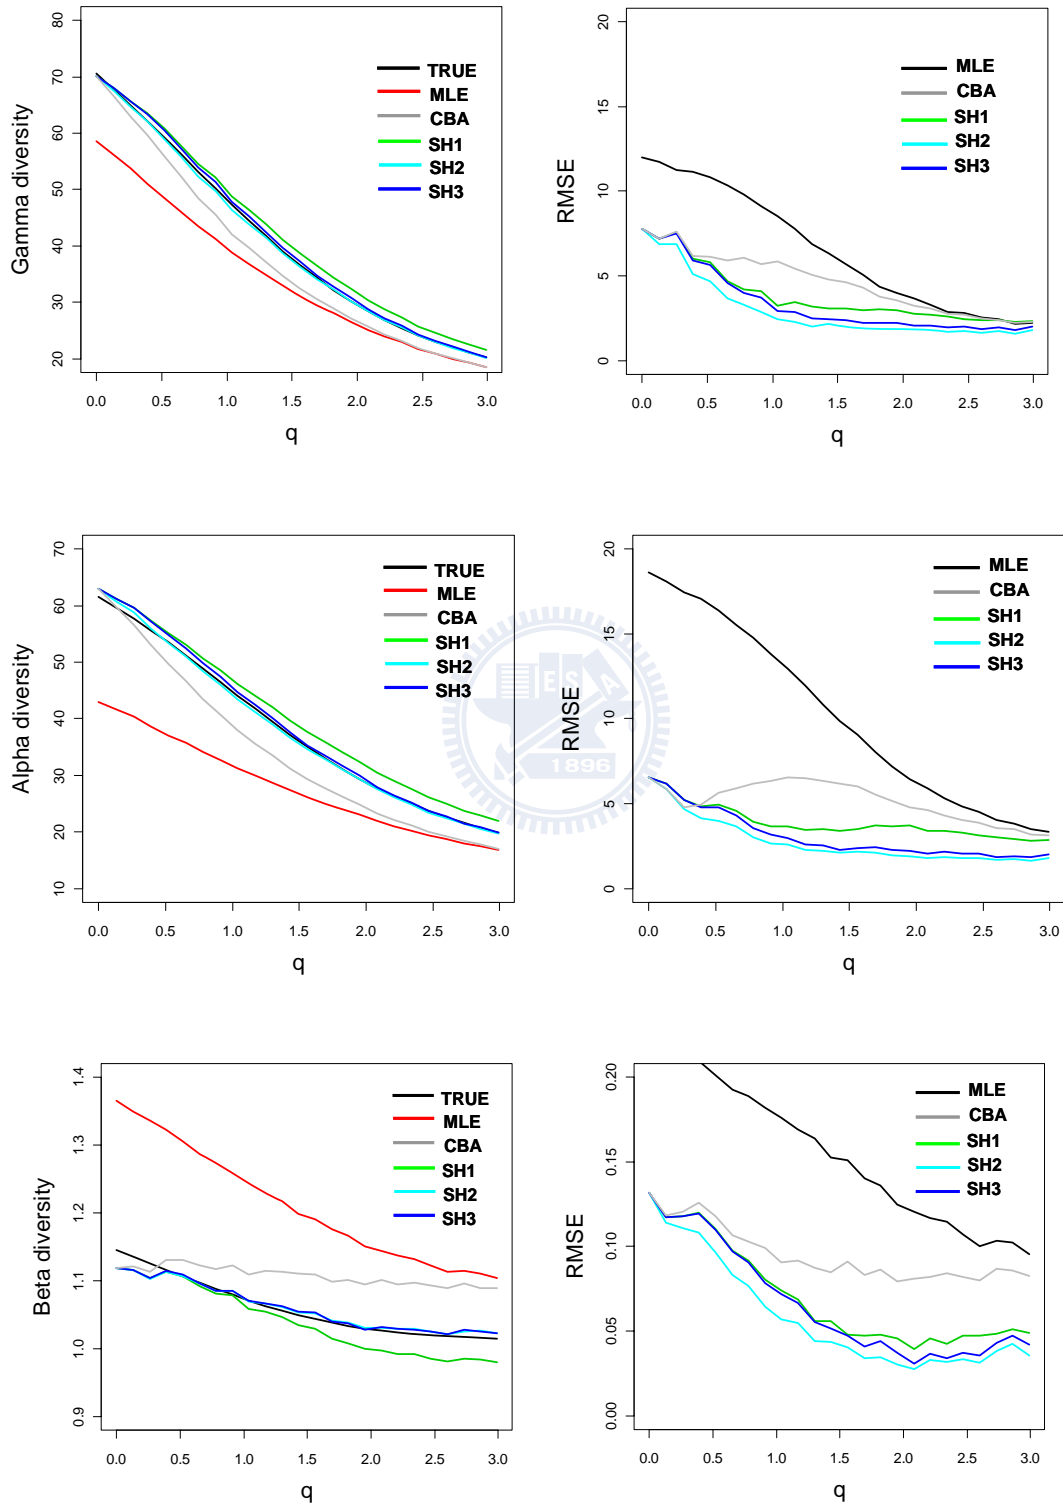 Gamma diversity
80
70
60
50
40
30
20
TRUE
MLE
CBA
SH1
SH2
SH3
0.0 0.5 1.0 1.5 2.0 2.5 3.0
q
RMSE
20
15
10
5
0
MLE
CBA
SH1
SH2
SH3
0.0 0.5 1.0 1.5 2.0 2.5 3.0
q
Alpha diversity
70
60
50
40
30
20
10
TRUE
MLE
CBA
SH1
SH2
SH3
0.0 0.5 1.0 1.5 2.0 2.5 3.0
q
RMSE
20
15
10
5
0
MLE
CBA
SH1
SH2
SH3
0.0 0.5 1.0 1.5 2.0 2.5 3.0
q
ESA
1896
Beta diversity
1.4
1.3
1.2
1.1
1.0
0.9
TRUE
MLE
CBA
SH1
SH2
SH3
0.0 0.5 1.0 1.5 2.0 2.5 3.0
q
RMSE
0.20
0.15
0.10
0.05
0.00
MLE
CBA
SH1
SH2
SH3
0.0 0.5 1.0 1.5 2.0 2.5 3.0
q